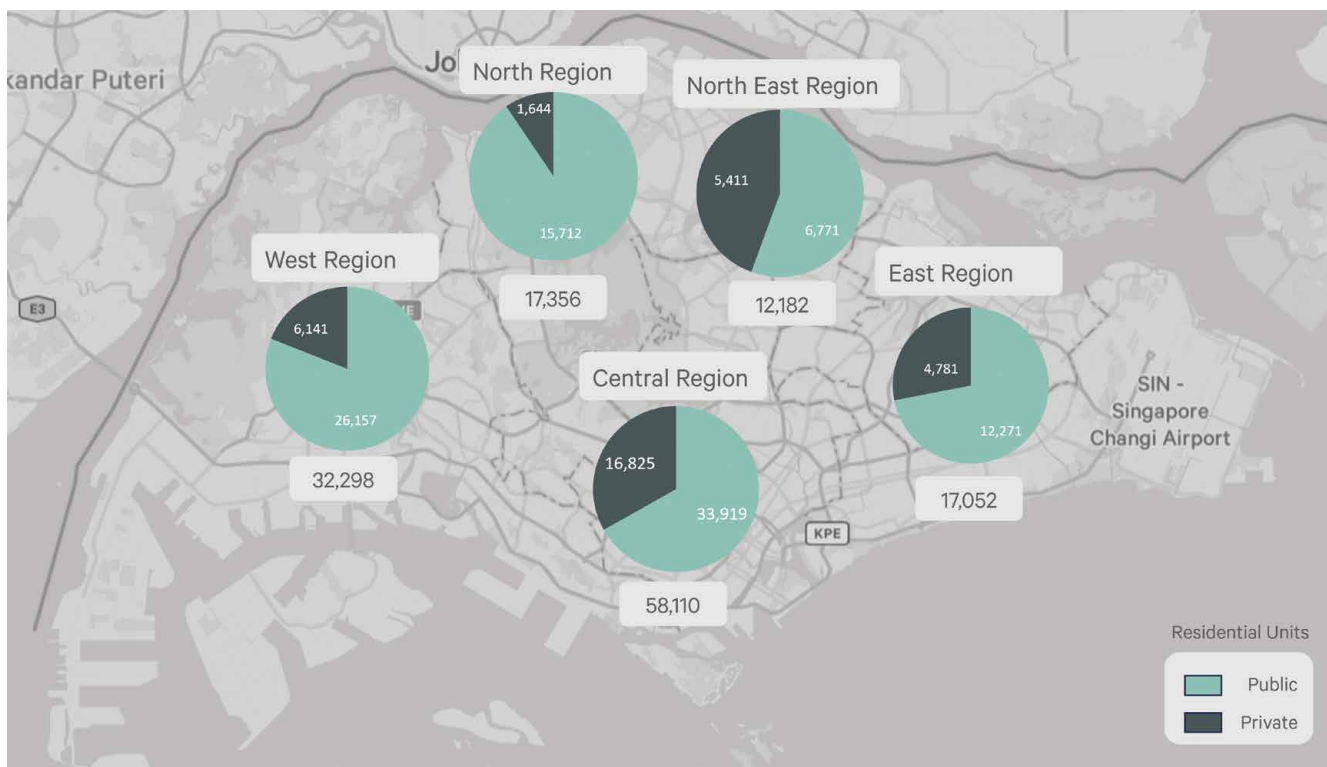 kandar Puteri
Jo
North Region
1,644
15,712
17,356
North East Region
5,411
6,771
12,182
West Region
6,141
26,157
32,298
E3
East Region
4,781
12,271
17,052
Central Region
16,825
33,919
58,110
SIN -
Singapore
Changi Airport
KPE
Residential Units
Public
Private